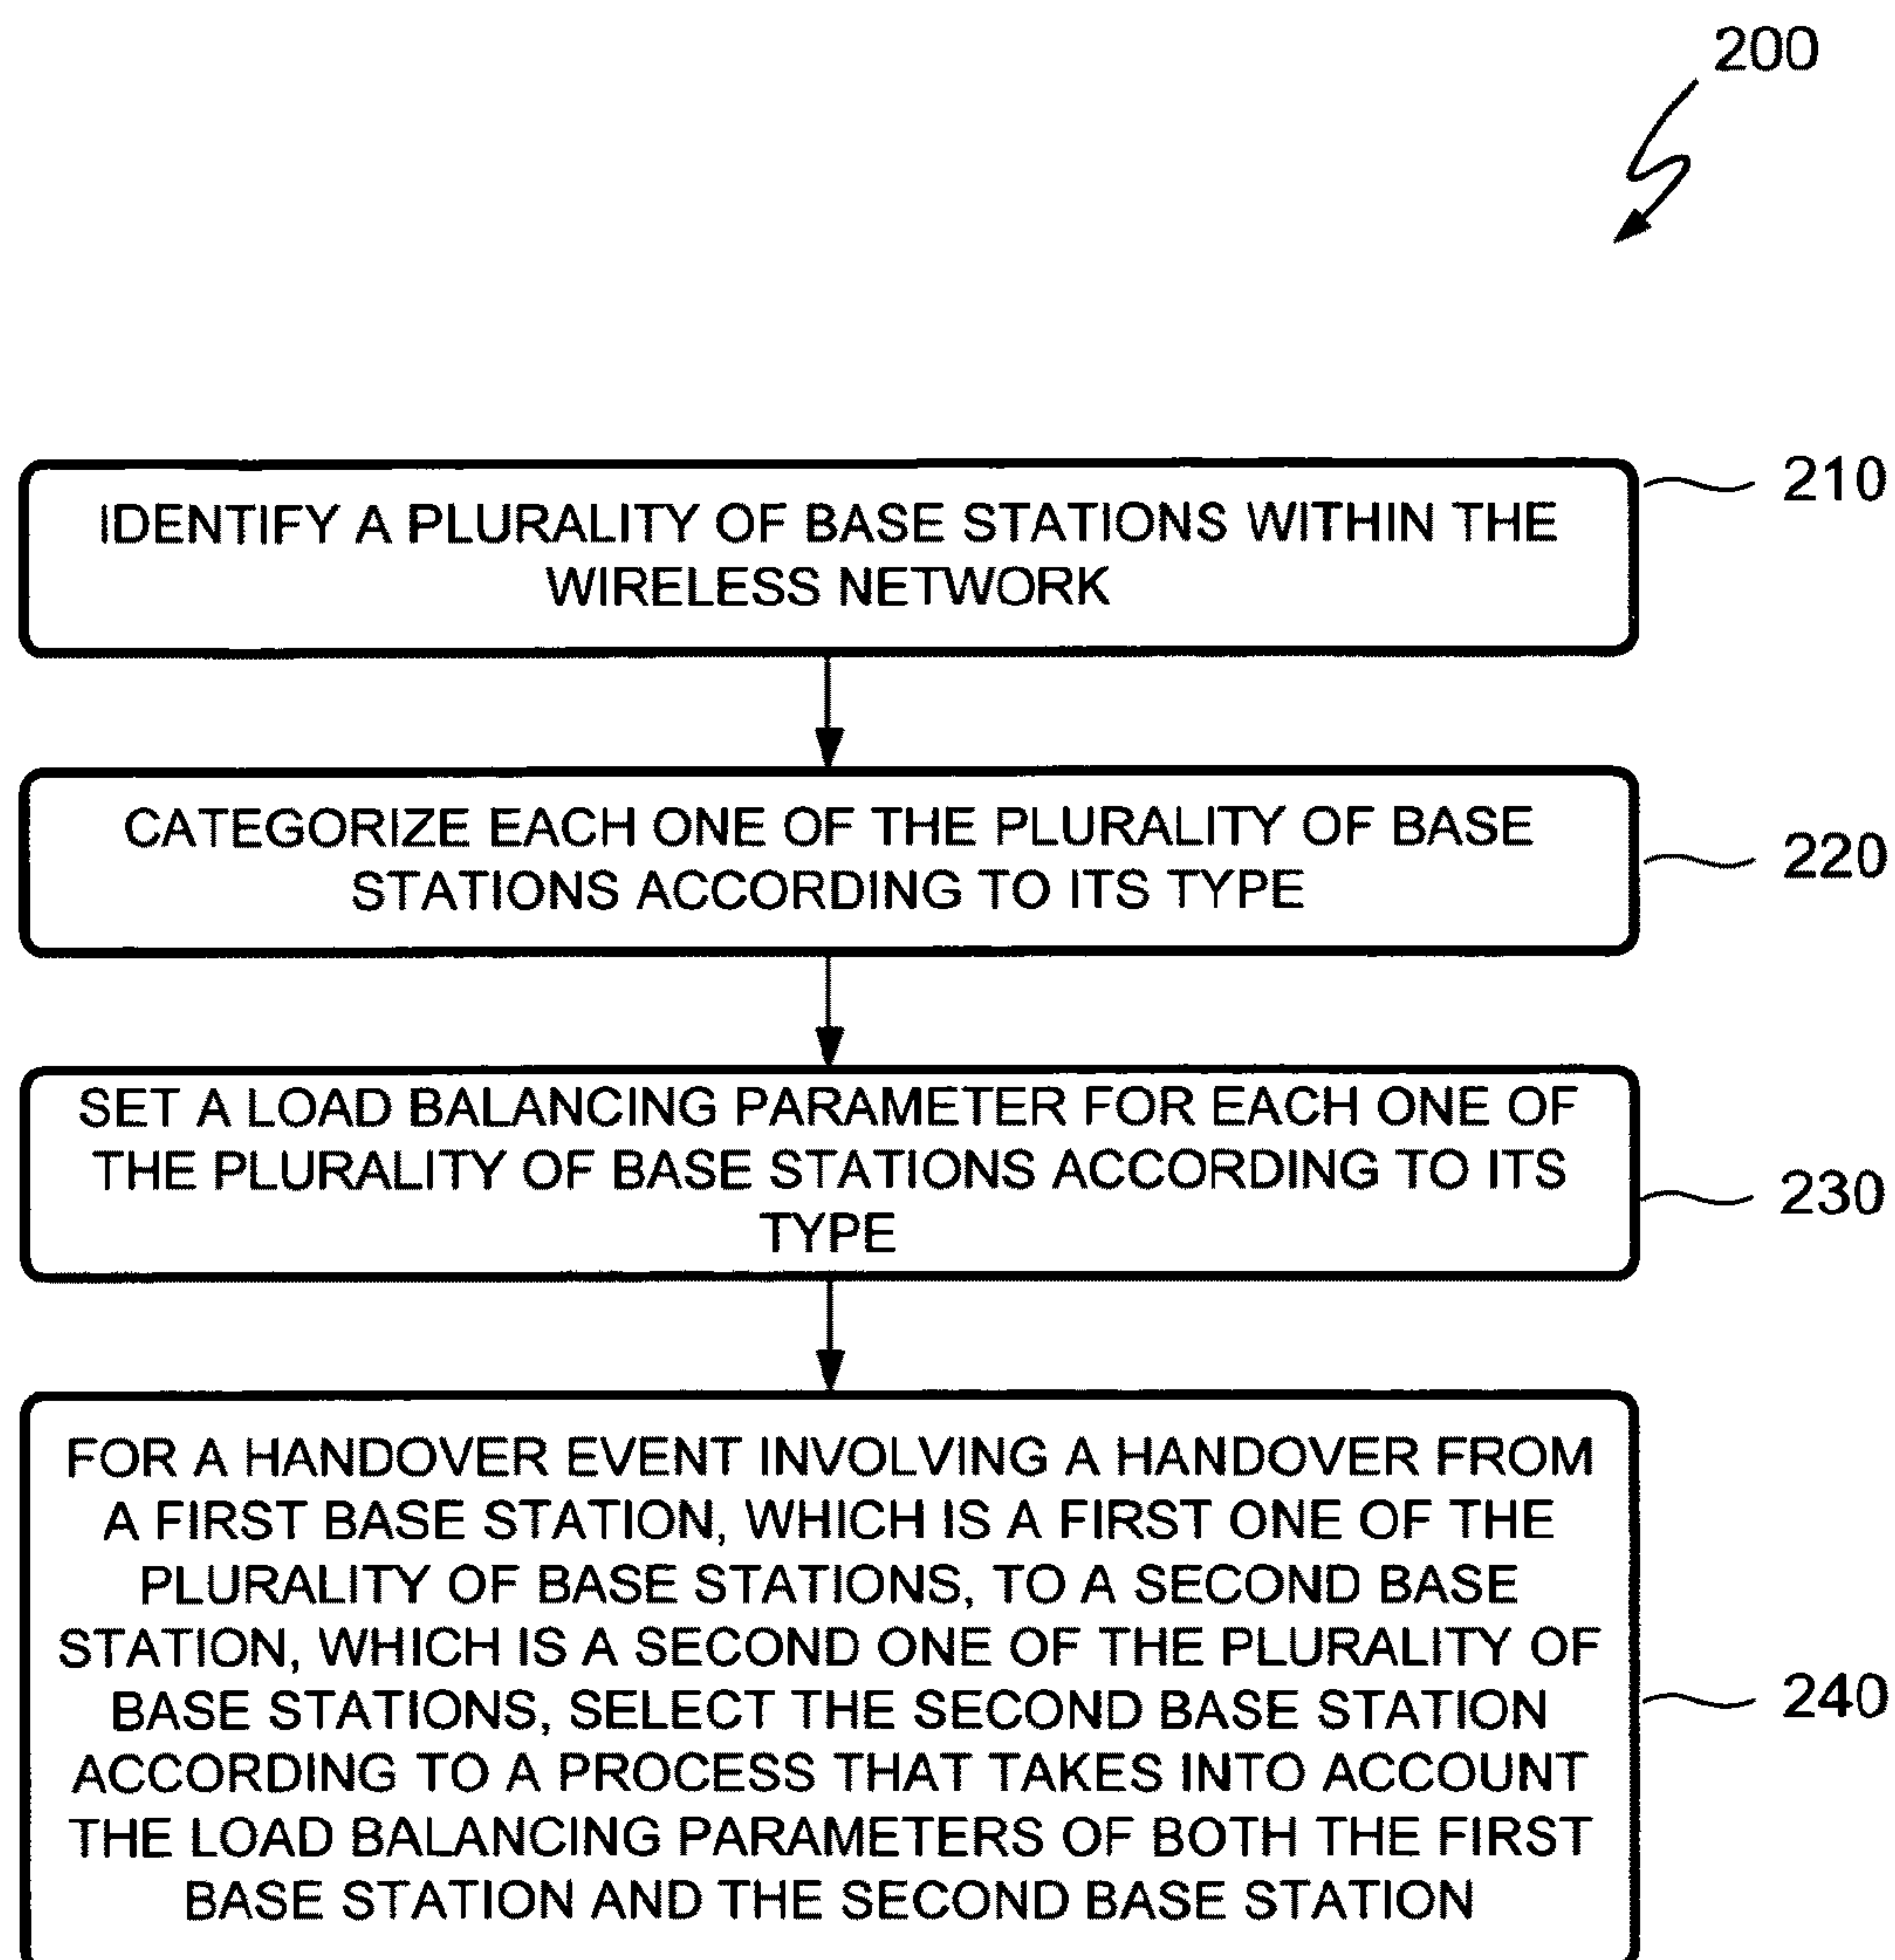 200
IDENTIFY A PLURALITY OF BASE STATIONS WITHIN THE
WIRELESS NETWORK
210
CATEGORIZE EACH ONE OF THE PLURALITY OF BASE
STATIONS ACCORDING TO ITS TYPE
220
SET A LOAD BALANCING PARAMETER FOR EACH ONE OF
THE PLURALITY OF BASE STATIONS ACCORDING TO ITS
TYPE
230
FOR A HANDOVER EVENT INVOLVING A HANDOVER FROM
A FIRST BASE STATION, WHICH IS A FIRST ONE OF THE
PLURALITY OF BASE STATIONS, TO A SECOND BASE
STATION, WHICH IS A SECOND ONE OF THE PLURALITY OF
BASE STATIONS, SELECT THE SECOND BASE STATION
ACCORDING TO A PROCESS THAT TAKES INTO ACCOUNT
THE LOAD BALANCING PARAMETERS OF BOTH THE FIRST
BASE STATION AND THE SECOND BASE STATION
240